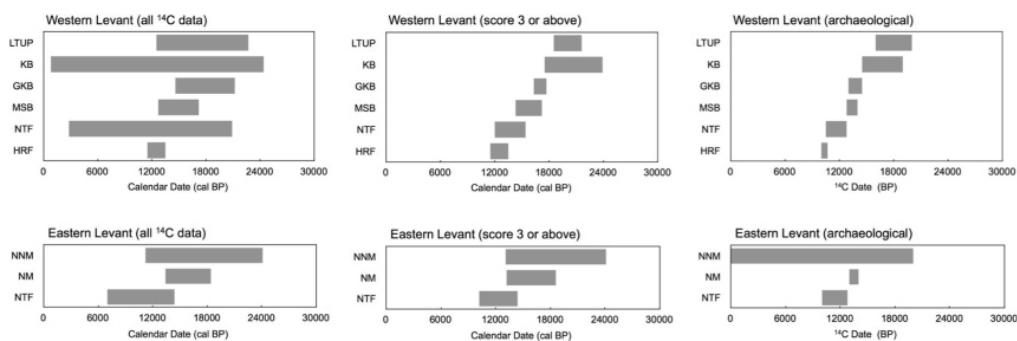 Western Levant (all ¹⁴C data)
LTUP
KB
GKB
MSB
NTF
HRF
0 6000 12000 18000 24000 30000
Calendar Date (cal BP)
Western Levant (score 3 or above)
LTUP
KB
GKB
MSB
NTF
HRF
0 6000 12000 18000 24000 30000
Calendar Date (cal BP)
Western Levant (archaeological)
LTUP
KB
GKB
MSB
NTF
HRF
0 6000 12000 18000 24000 30000
¹⁴C Date (BP)
Eastern Levant (all ¹⁴C data)
NNM
NM
NTF
0 6000 12000 18000 24000 30000
Calendar Date (cal BP)
Eastern Levant (score 3 or above)
NNM
NM
NTF
0 6000 12000 18000 24000 30000
Calendar Date (cal BP)
Eastern Levant (archaeological)
NNM
NM
NTF
0 6000 12000 18000 24000 30000
¹⁴C Date (BP)